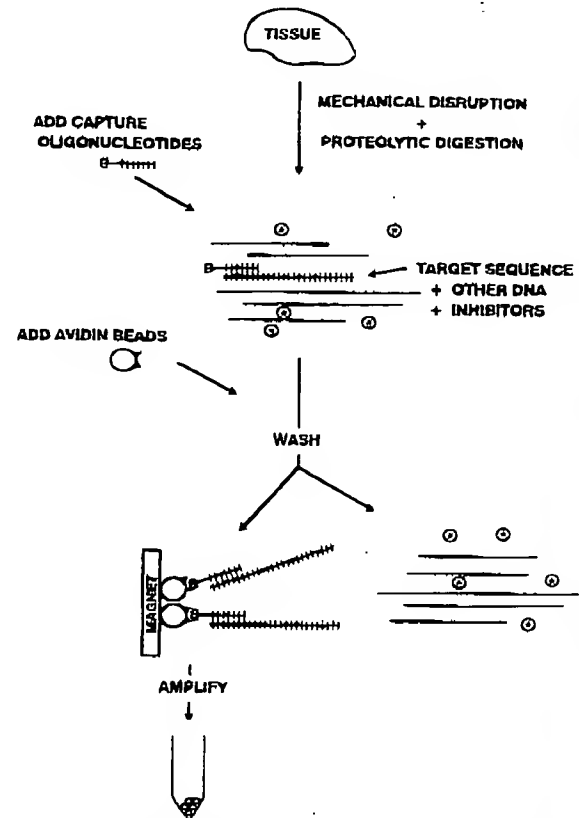 TISSUE
MECHANICAL DISRUPTION
+
PROTEOLYTIC DIGESTION
ADD CAPTURE
OLIGONUCLEOTIDES
B
B
TARGET SEQUENCE
+ OTHER DNA
+ INHIBITORS
ADD AVIDIN BEADS
WASH
MAGNET
B
B
AMPLIFY